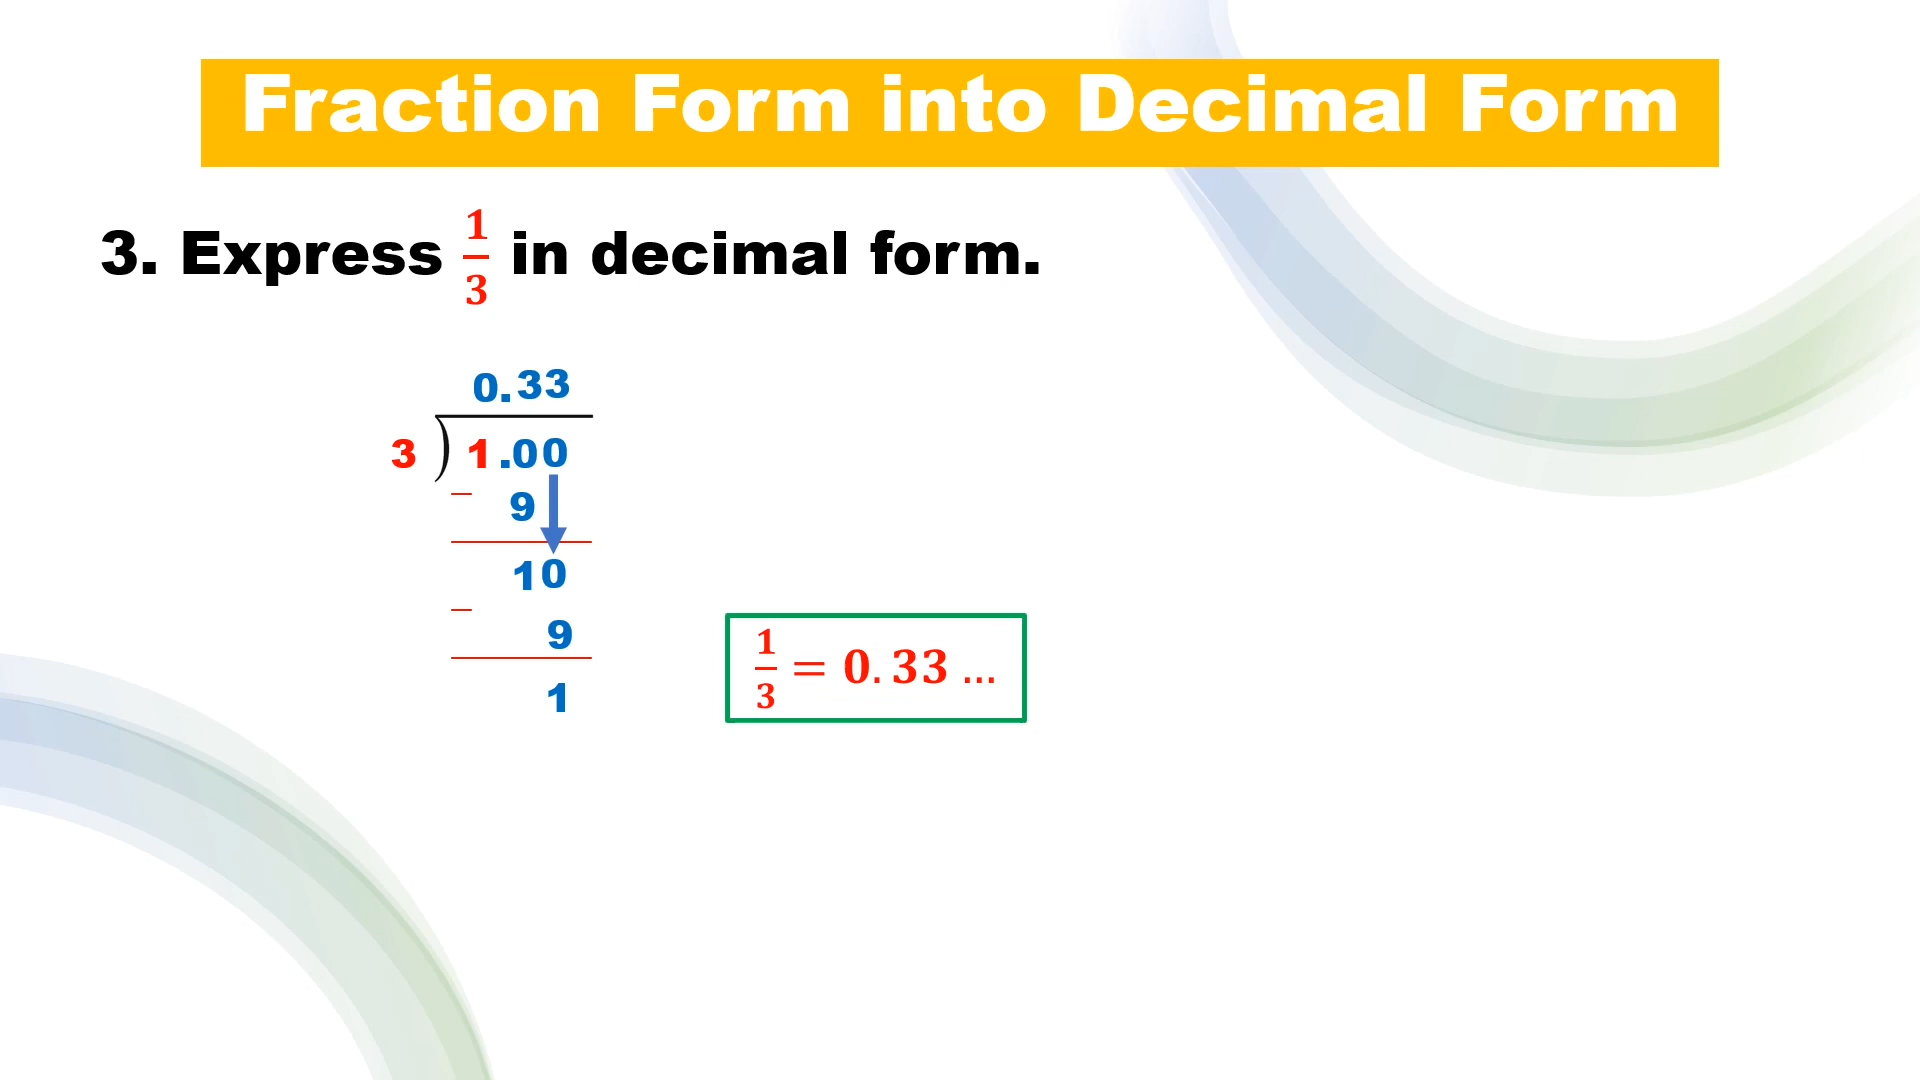 Fraction Form into Decimal Form
3. Express 1/3 in decimal form.
0.33
3 ) 1.00
− 9
10
− 9
1
1/3 = 0.33 ...